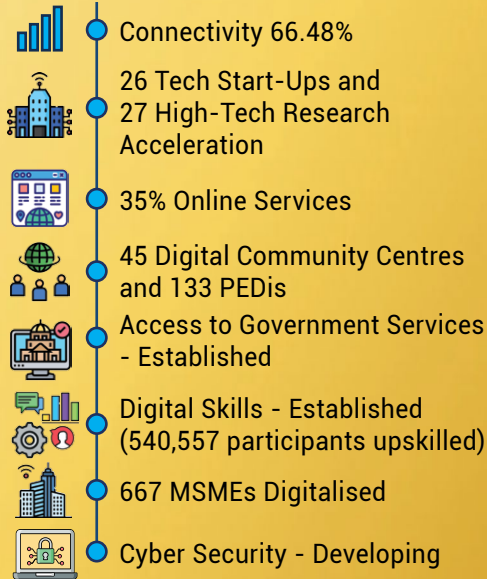 Connectivity 66.48%
26 Tech Start-Ups and
27 High-Tech Research
Acceleration
35% Online Services
45 Digital Community Centres
and 133 PEDis
Access to Government Services
- Established
Digital Skills - Established
(540,557 participants upskilled)
667 MSMEs Digitalised
Cyber Security - Developing